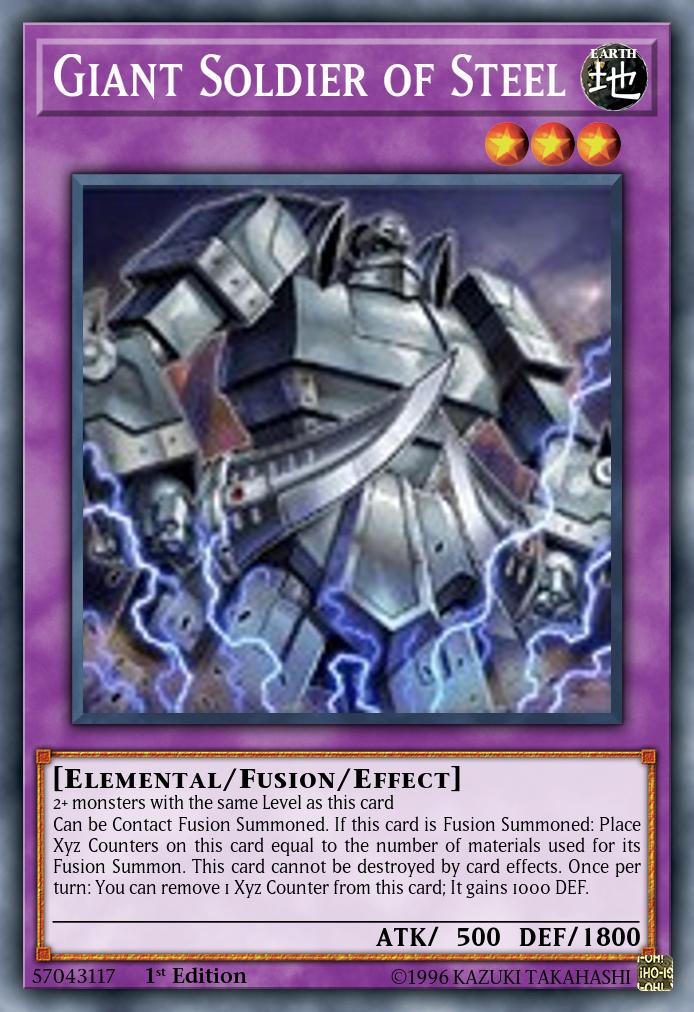 GIANT SOLDIER OF STEEL
EARTH
地
[ELEMENTAL/FUSION/EFFECT]
2+ monsters with the same Level as this card
Can be Contact Fusion Summoned. If this card is Fusion Summoned: Place
Xyz Counters on this card equal to the number of materials used for its
Fusion Summon. This card cannot be destroyed by card effects. Once per
turn: You can remove 1 Xyz Counter from this card; It gains 1000 DEF.
ATK/ 500 DEF/1800
57043117 1st Edition ©1996 KAZUKI TAKAHASHI